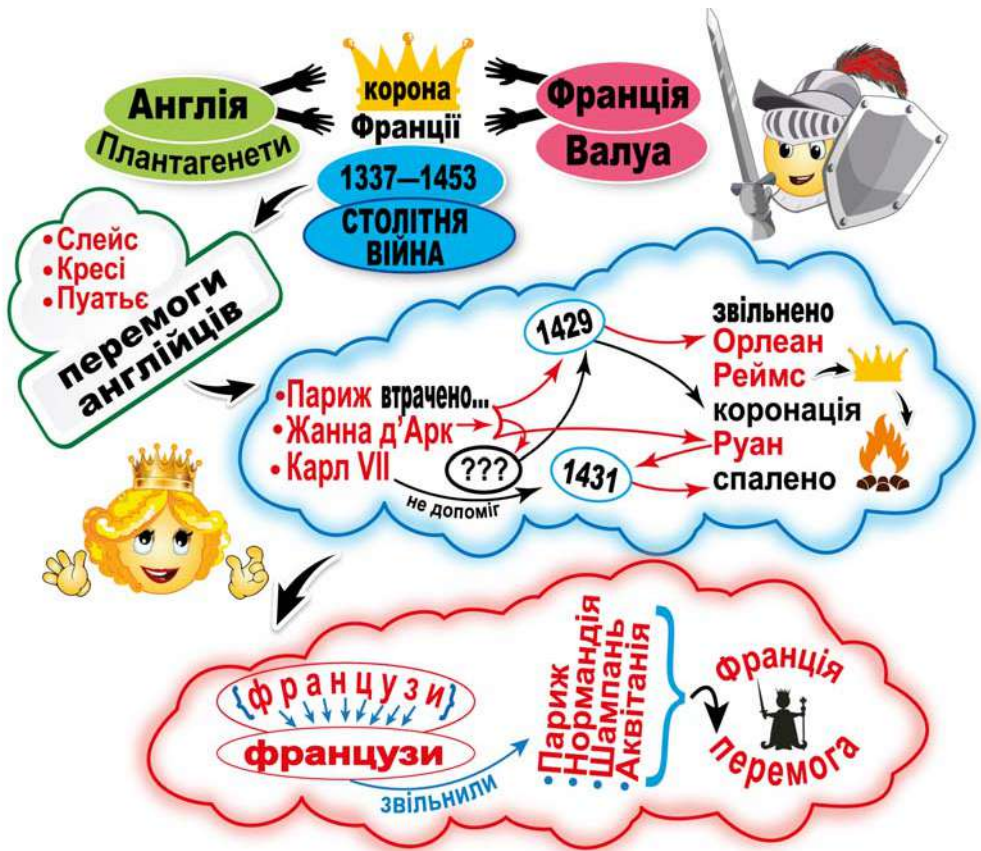 Англія
Плантагенети
корона
Франції
Франція
Валуа
1337—1453
СТОЛІТНЯ
ВІЙНА
• Слейс
• Кресі
• Пуатьє
перемоги
англійців
• Париж втрачено...
• Жанна д’Арк
• Карл VII
???
не допоміг
1429
1431
звільнено
Орлеан
Реймс
коронація
Руан
спалено
{французи}
французи
звільнили
• Париж
• Нормандія
• Шампань
• Аквітанія
Франція
перемога